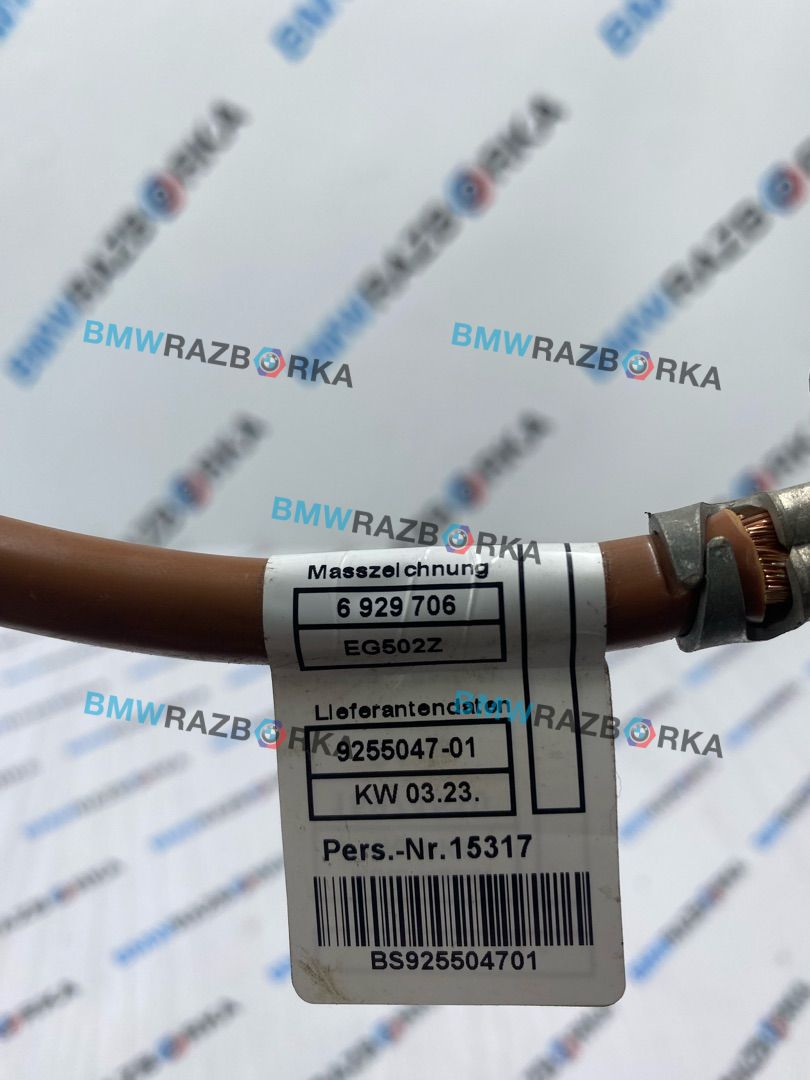 BMWRAZBORKA
BMWRAZBORKA
BMWRAZBORKA
Masszeichnung
6 929 706
EG502Z
Lieferantendaten
BMWRAZBORKA
BMWRAZBORKA
9255047-01
KW 03.23.
Pers.-Nr.15317
BS925504701